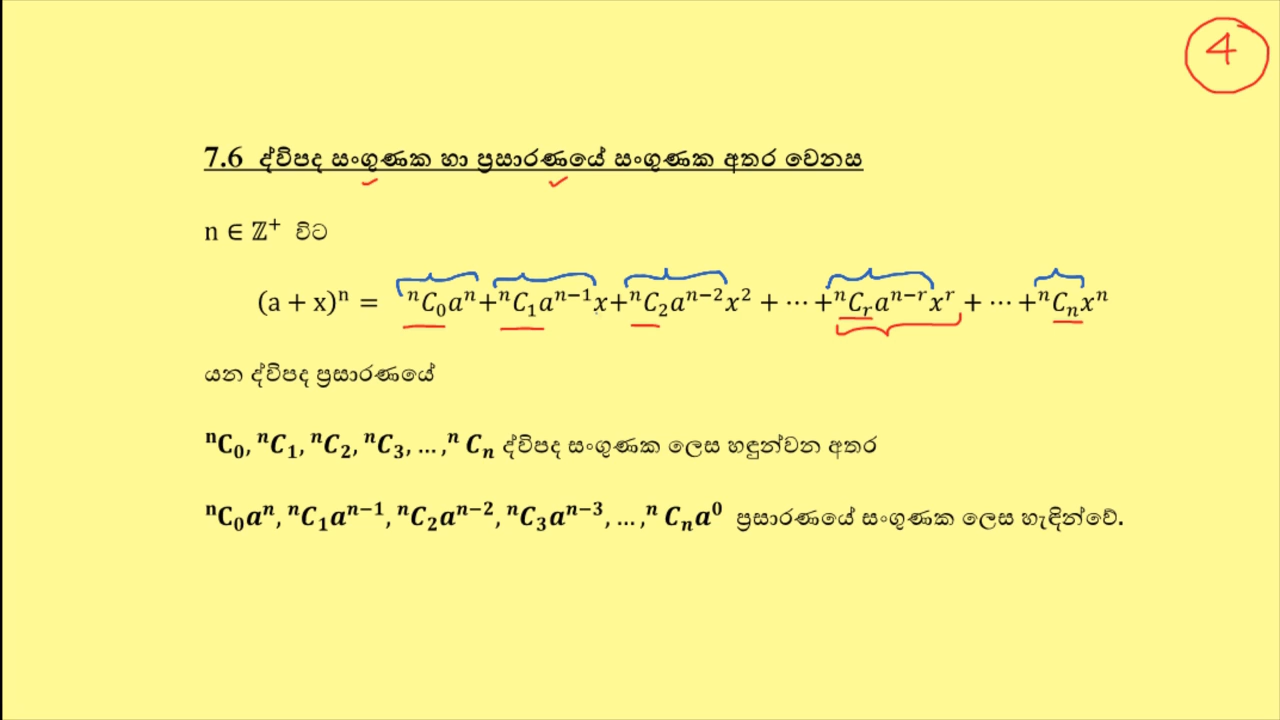 4
7.6 ද්විපද සංගුණක හා ප්‍රසාරණයේ සංගුණක අතර වෙනස
n ∈ ℤ⁺ විට
(a + x)ⁿ = ⁿC₀aⁿ+ⁿC₁aⁿ⁻¹x+ⁿC₂aⁿ⁻²x² + ⋯ +ⁿCᵣaⁿ⁻ʳxʳ + ⋯ +ⁿCₙxⁿ
යන ද්විපද ප්‍රසාරණයේ
ⁿC₀, ⁿC₁, ⁿC₂, ⁿC₃, … ,ⁿ Cₙ ද්විපද සංගුණක ලෙස හඳුන්වන අතර
ⁿC₀aⁿ, ⁿC₁aⁿ⁻¹, ⁿC₂aⁿ⁻², ⁿC₃aⁿ⁻³, … ,ⁿ Cₙa⁰ ප්‍රසාරණයේ සංගුණක ලෙස හැඳින්වේ.